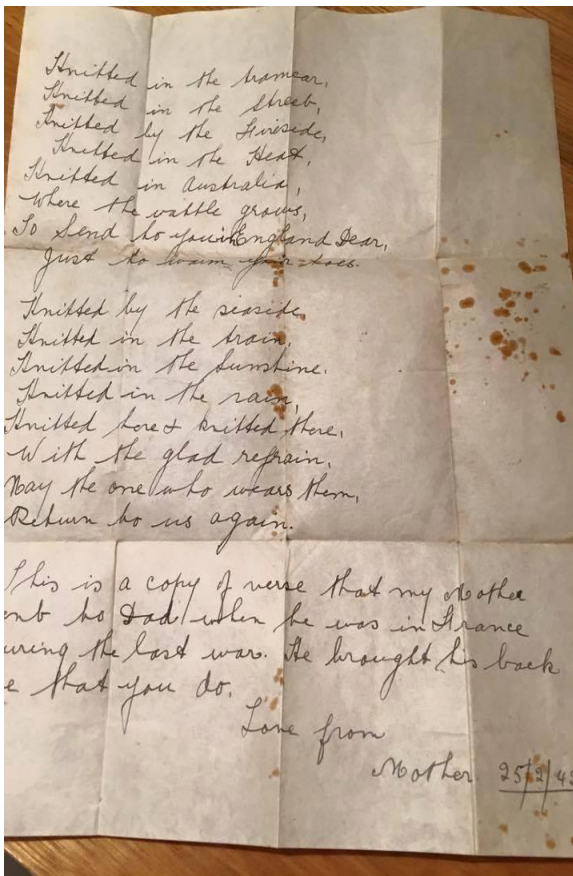 Knitted in the tramcar,
Knitted in the Street,
Knitted by the Fireside,
Knitted in the Heat,
Knitted in Australia,
Where the wattle grows,
To Send to you in England Dear,
Just to warm your toes.
Knitted by the seaside,
Knitted in the train,
Knitted in the Sunshine.
Knitted in the rain,
Knitted here & knitted there,
With the glad refrain,
May the one who wears them,
Return to us again.
This is a copy of verse that my Mother
ent to Dad when he was in France
uring the last war. He brought his back
e that you do.
Love from
Mother 25/2/43